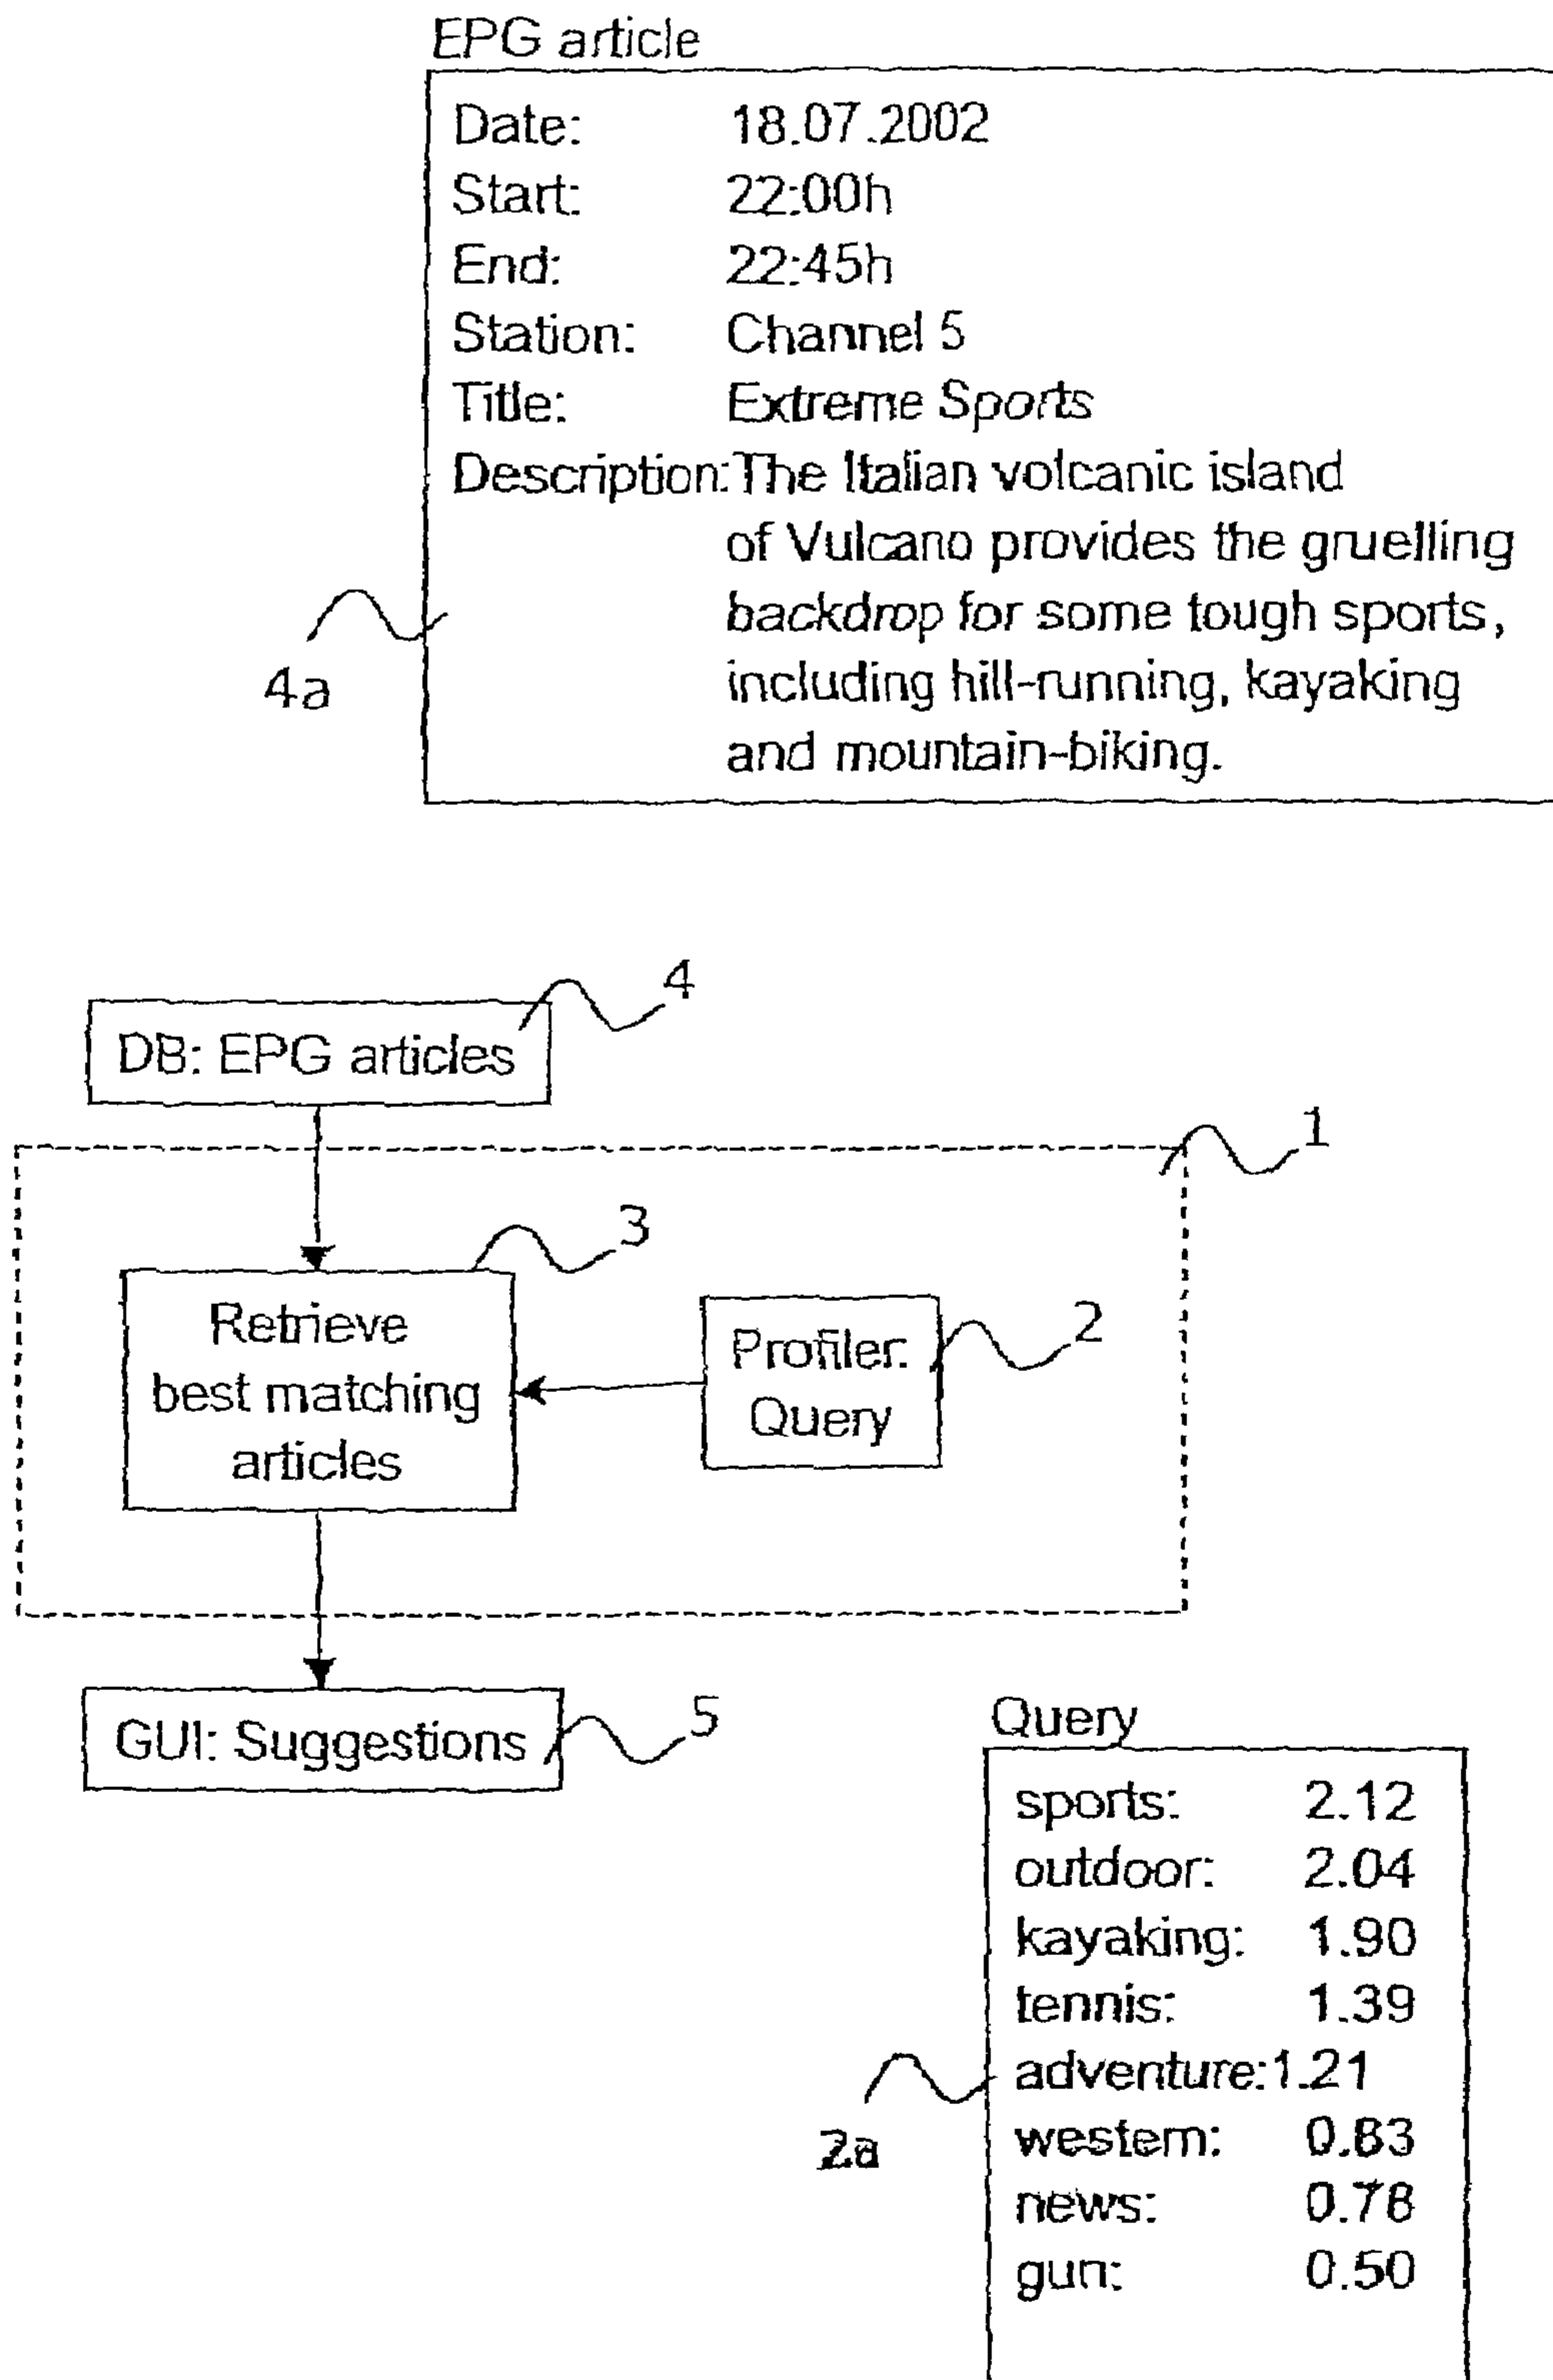 EPG article
Date: 18.07.2002
Start: 22:00h
End: 22:45h
Station: Channel 5
Title: Extreme Sports
Description: The Italian volcanic island
of Vulcano provides the gruelling
backdrop for some tough sports,
including hill-running, kayaking
and mountain-biking.
4a
4
DB: EPG articles
1
3
Retrieve
best matching
articles
2
Profiler:
Query
5
GUI: Suggestions
Query
sports: 2.12
outdoor: 2.04
kayaking: 1.90
tennis: 1.39
adventure: 1.21
western: 0.83
news: 0.78
gun: 0.50
2a